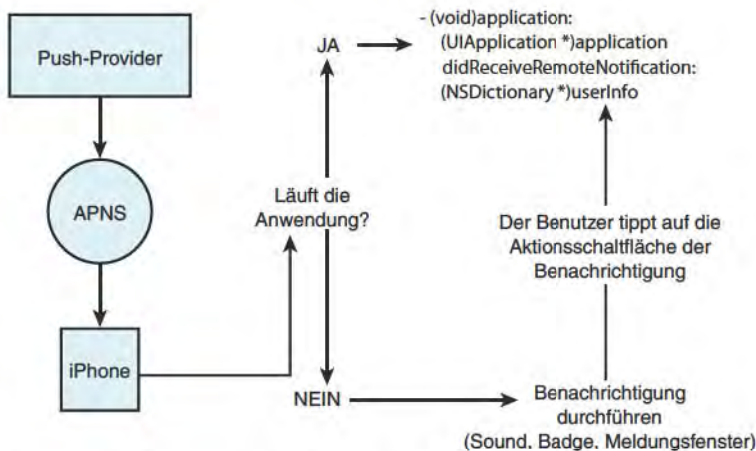 Push-Provider
APNS
iPhone
Läuft die
Anwendung?
JA
- (void)application:
(UIApplication *)application
didReceiveRemoteNotification:
(NSDictionary *)userInfo
NEIN
Benachrichtigung
durchführen
(Sound, Badge, Meldungsfenster)
Der Benutzer tippt auf die
Aktionsschaltfläche der
Benachrichtigung